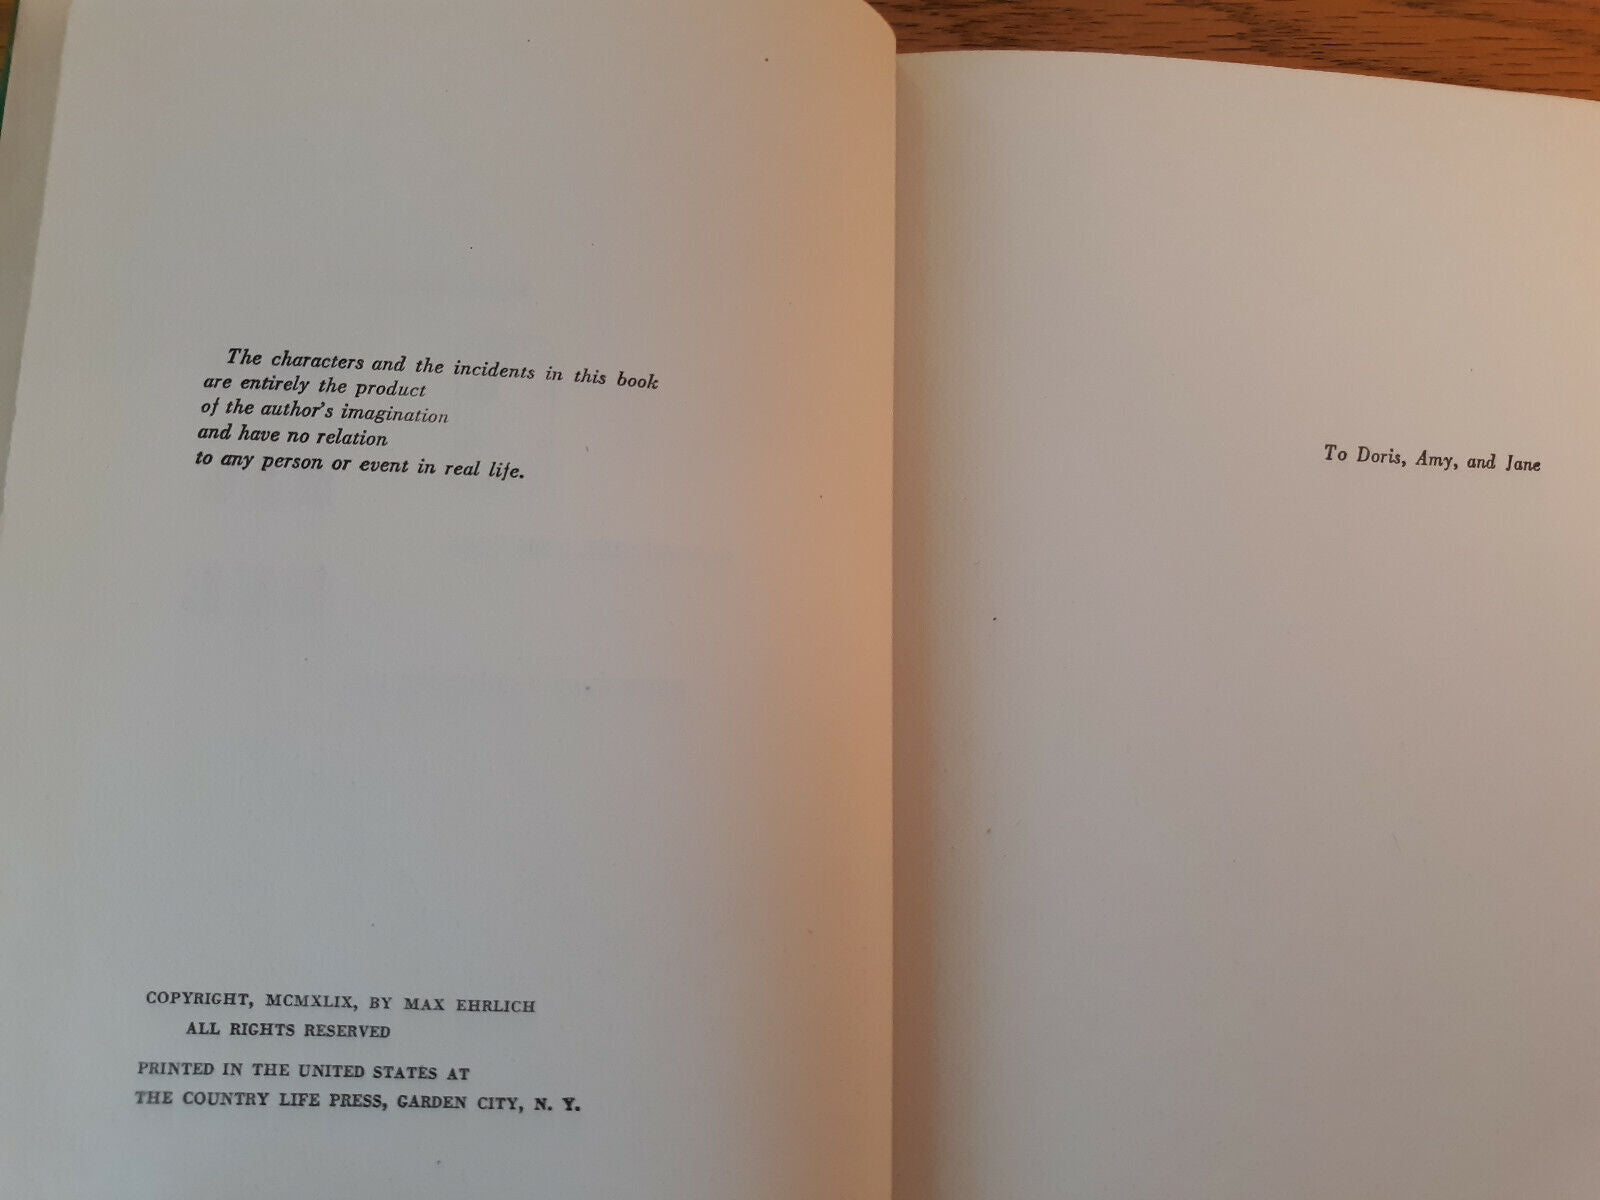 The characters and the incidents in this book
are entirely the product
of the author's imagination
and have no relation
to any person or event in real life.
COPYRIGHT, MCMXLIX, BY MAX EHRLICH
ALL RIGHTS RESERVED
PRINTED IN THE UNITED STATES AT
THE COUNTRY LIFE PRESS, GARDEN CITY, N. Y.
To Doris, Amy, and Jane